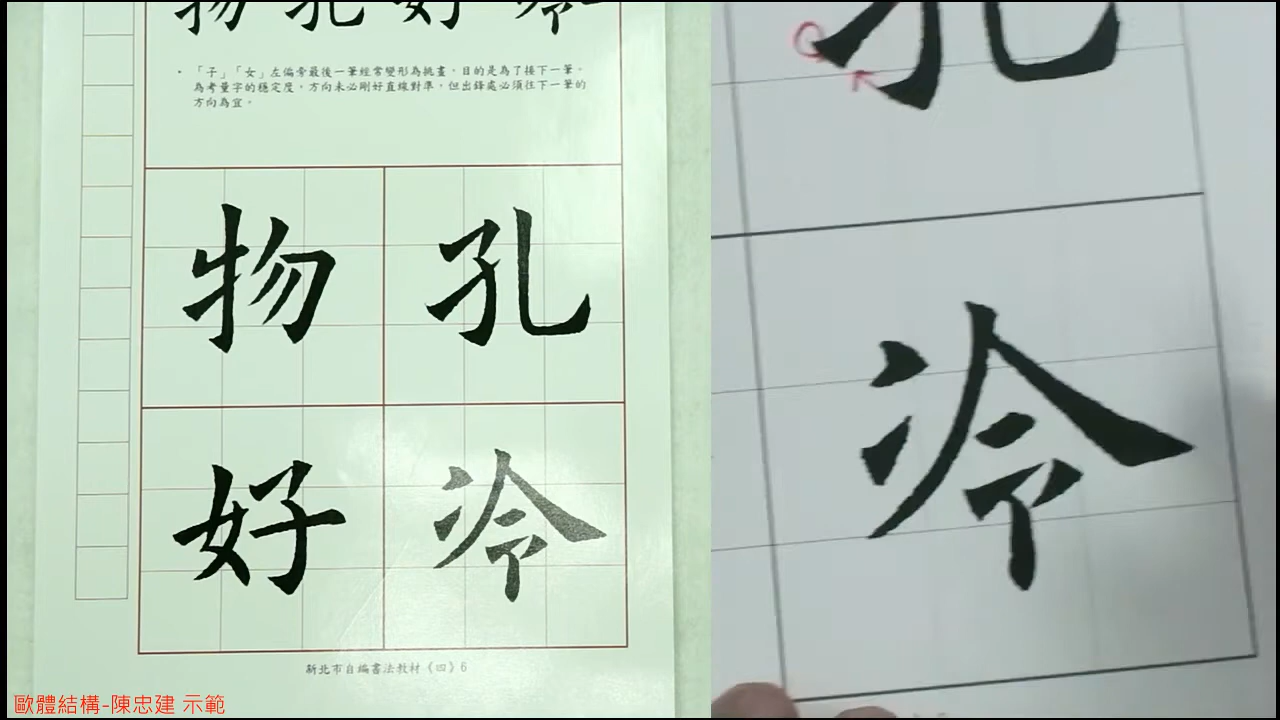 物孔好冷
•「子」「女」左偏旁最後一筆經常變形為挑畫，目的是為了接下一筆。
為考量字的穩定度，方向未必剛好直線對準，但出鋒處必須往下一筆的
方向為宜。
物 孔
好 冷
新北市自編書法教材《四》6
孔
冷
歐體結構-陳忠建 示範